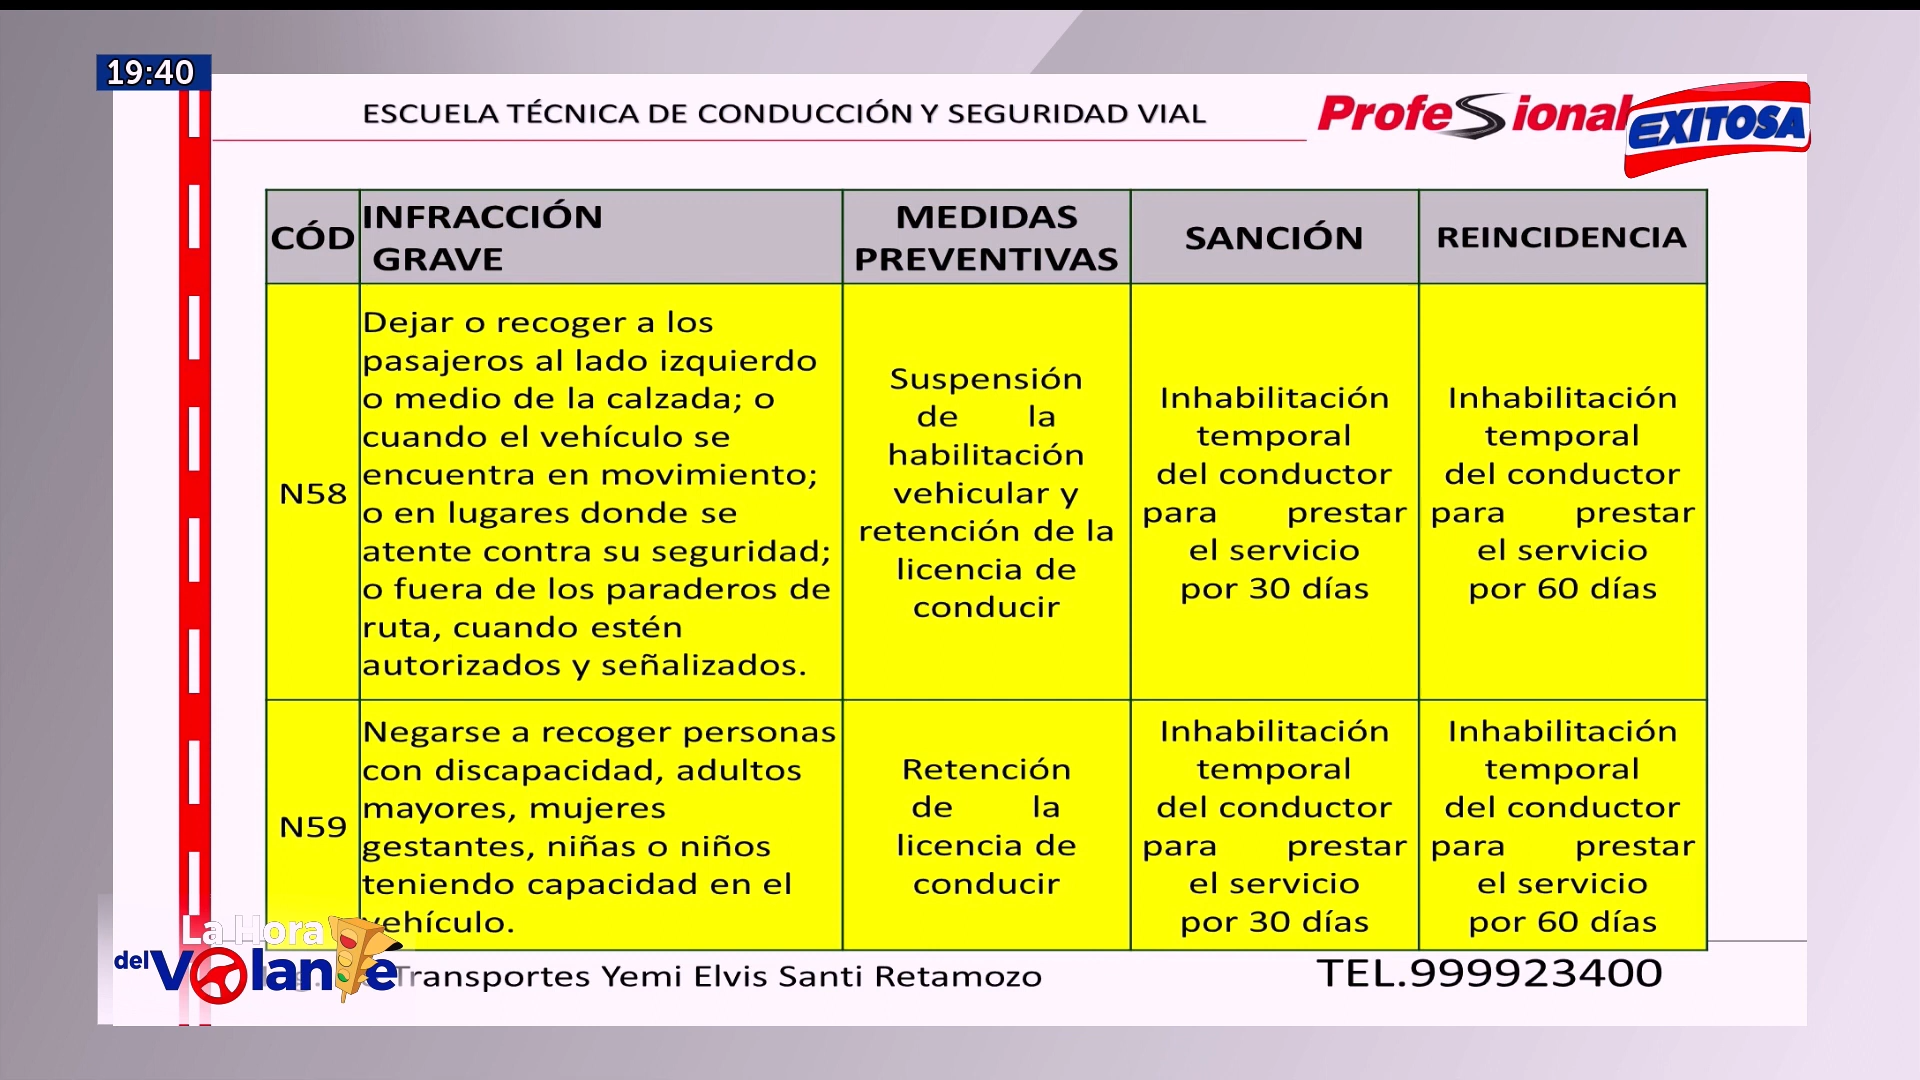 19:40
ESCUELA TÉCNICA DE CONDUCCIÓN Y SEGURIDAD VIAL
ProfeSional
EXITOSA
CÓD
INFRACCIÓN
GRAVE
MEDIDAS
PREVENTIVAS
SANCIÓN
REINCIDENCIA
N58
Dejar o recoger a los
pasajeros al lado izquierdo
o medio de la calzada; o
cuando el vehículo se
encuentra en movimiento;
o en lugares donde se
atente contra su seguridad;
o fuera de los paraderos de
ruta, cuando estén
autorizados y señalizados.
Suspensión
de la
habilitación
vehicular y
retención de la
licencia de
conducir
Inhabilitación
temporal
del conductor
para prestar
el servicio
por 30 días
Inhabilitación
temporal
del conductor
para prestar
el servicio
por 60 días
N59
Negarse a recoger personas
con discapacidad, adultos
mayores, mujeres
gestantes, niñas o niños
teniendo capacidad en el
vehículo.
Retención
de la
licencia de
conducir
Inhabilitación
temporal
del conductor
para prestar
el servicio
por 30 días
Inhabilitación
temporal
del conductor
para prestar
el servicio
por 60 días
La Hora
del Volante
Transportes Yemi Elvis Santi Retamozo
TEL.999923400